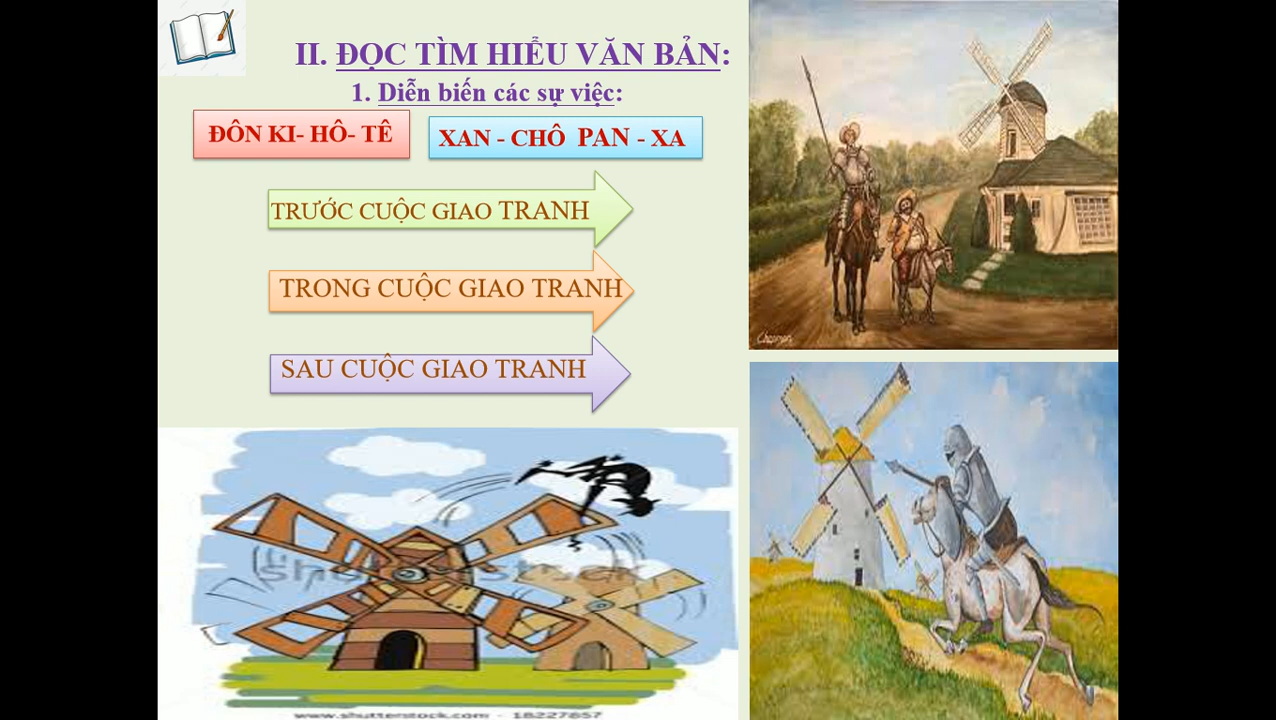 II. ĐỌC TÌM HIỂU VĂN BẢN:
1. Diễn biến các sự việc:
ĐÔN KI- HÔ- TÊ
XAN - CHÔ PAN - XA
TRƯỚC CUỘC GIAO TRANH
TRONG CUỘC GIAO TRANH
SAU CUỘC GIAO TRANH
www.shutterstock.com - 18227857